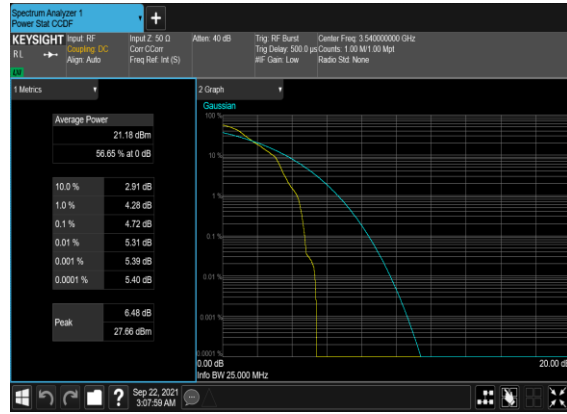 Spectrum Analyzer 1
Power Stat CCDF
+
KEYSIGHT
RL
Input: RF
Coupling: DC
Align: Auto
Input Z: 50 Ω
Corr CCorr
Freq Ref: Int (S)
Atten: 40 dB
Trig: RF Burst
Trig Delay: 500.0 µs
#IF Gain: Low
Center Freq: 3.540000000 GHz
Counts: 1.00 M/1.00 Mpt
Radio Std: None
1 Metrics
Average Power
21.18 dBm
56.65 % at 0 dB
10.0 % 2.91 dB
1.0 % 4.28 dB
0.1 % 4.72 dB
0.01 % 5.31 dB
0.001 % 5.39 dB
0.0001 % 5.40 dB
Peak
6.48 dB
27.66 dBm
2 Graph
Gaussian
100 %
10 %
1 %
0.1 %
0.01 %
0.001 %
0.0001 %
0.00 dB
20.00 dB
Info BW 25.000 MHz
?
Sep 22, 2021
3:07:59 AM